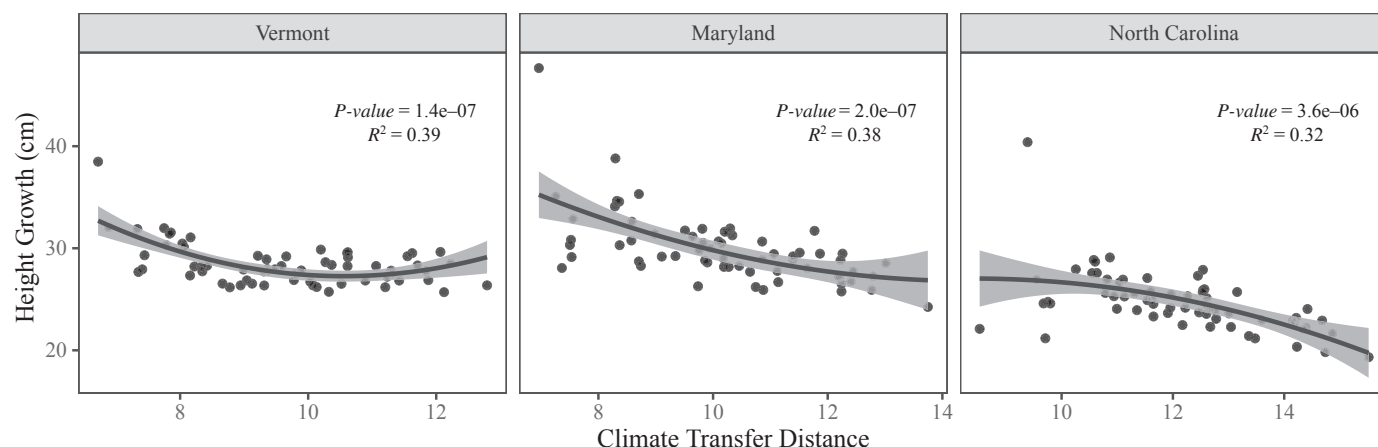 Vermont
Maryland
North Carolina
Height Growth (cm)
40
30
20
P-value = 1.4e–07
R² = 0.39
P-value = 2.0e–07
R² = 0.38
P-value = 3.6e–06
R² = 0.32
8
10
12
8
10
12
14
10
12
14
Climate Transfer Distance